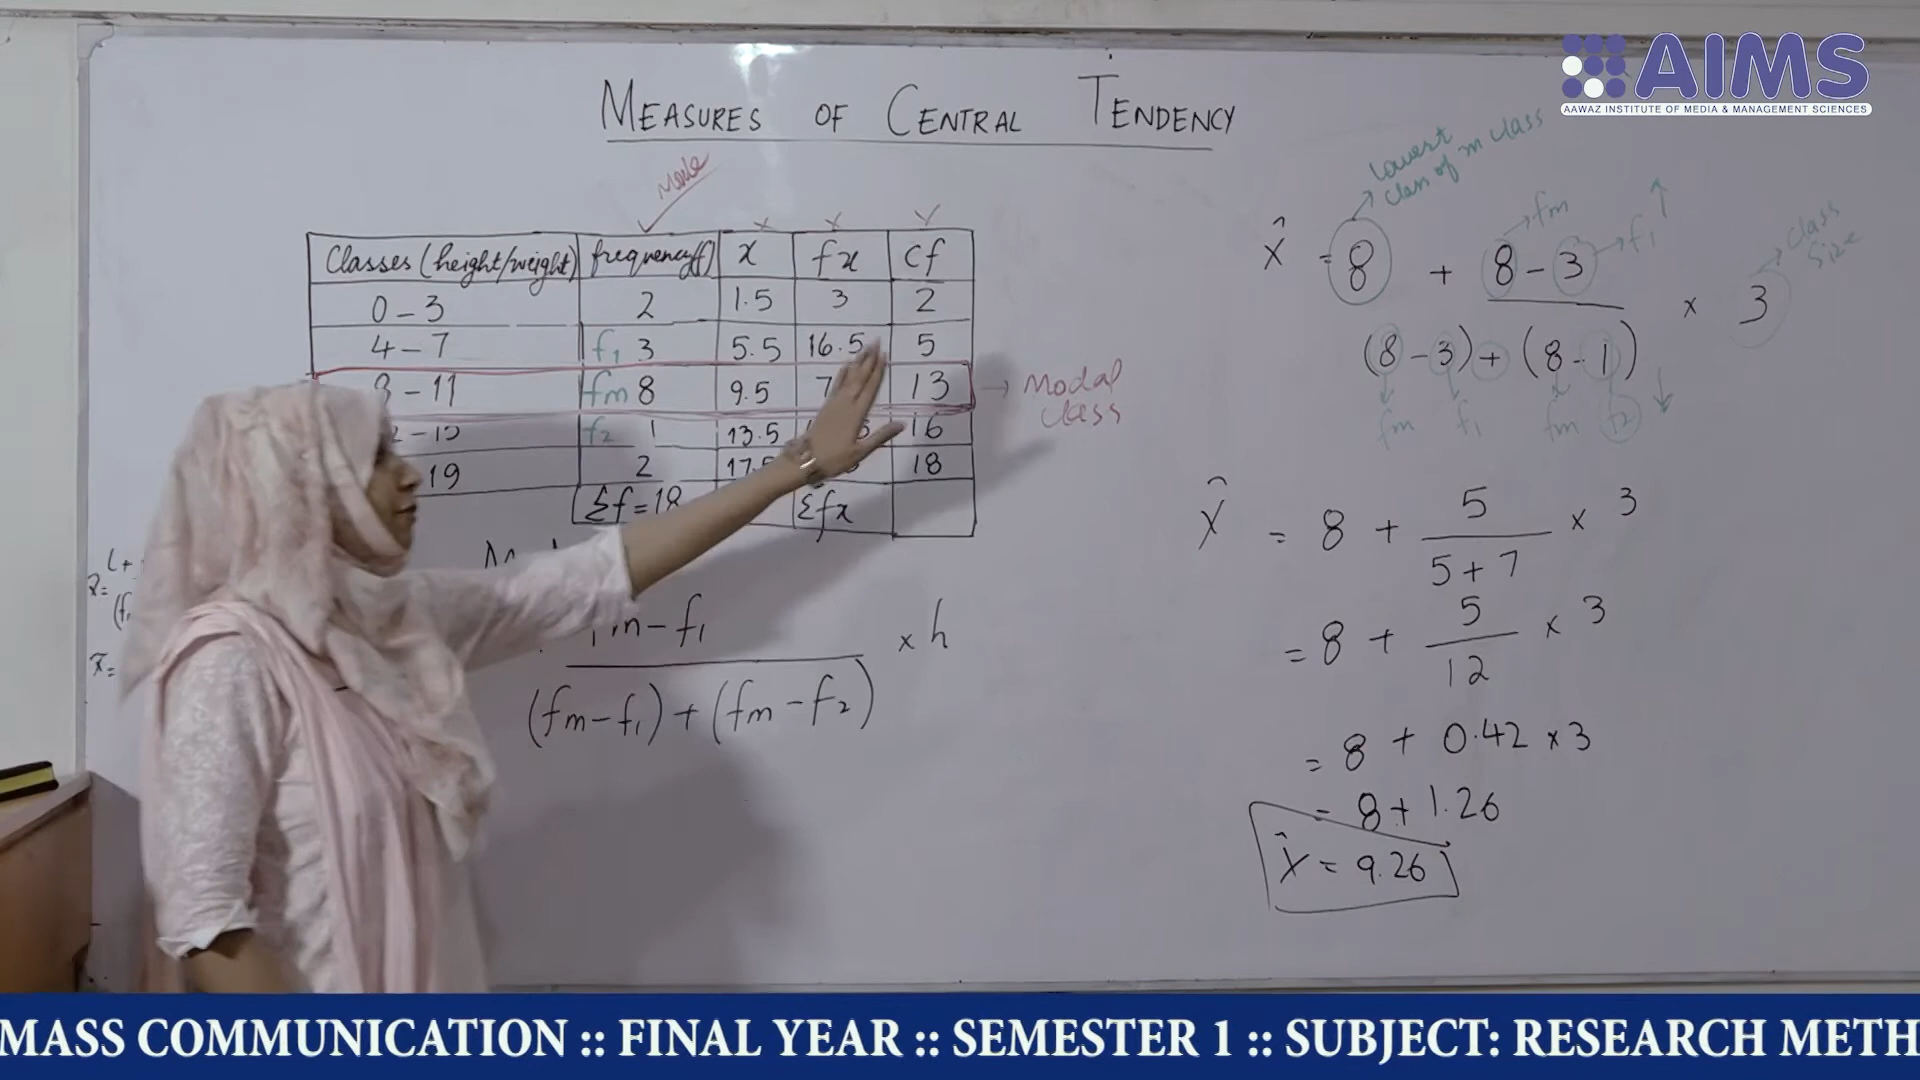 AIMS
AAWAZ INSTITUTE OF MEDIA & MANAGEMENT SCIENCES
MEASURES OF CENTRAL TENDENCY
Mode
Classes (height/weight) frequency(f) x fx cf
0 - 3 2 1.5 3 2
4 - 7 f₁ 3 5.5 16.5 5
- 11 fm 8 9.5 7 13
f₂ 1 13.5 16
19 2 17.5 18
Σf = 18 Σfx
→ Modal
class
fm - f₁
(fm - f₁) + (fm - f₂)
× h
lowest
class of m class
X̂ = 8 + 8 - 3 × 3
→ fm
→ f₁ ↑
→ class
size
(8 - 3) + (8 - 1)
fm f₁ fm f2 ↓
X̂ = 8 + 5 × 3
5 + 7
= 8 + 5 × 3
12
= 8 + 0.42 × 3
= 8 + 1.26
X̂ = 9.26
MASS COMMUNICATION :: FINAL YEAR :: SEMESTER 1 :: SUBJECT: RESEARCH METH